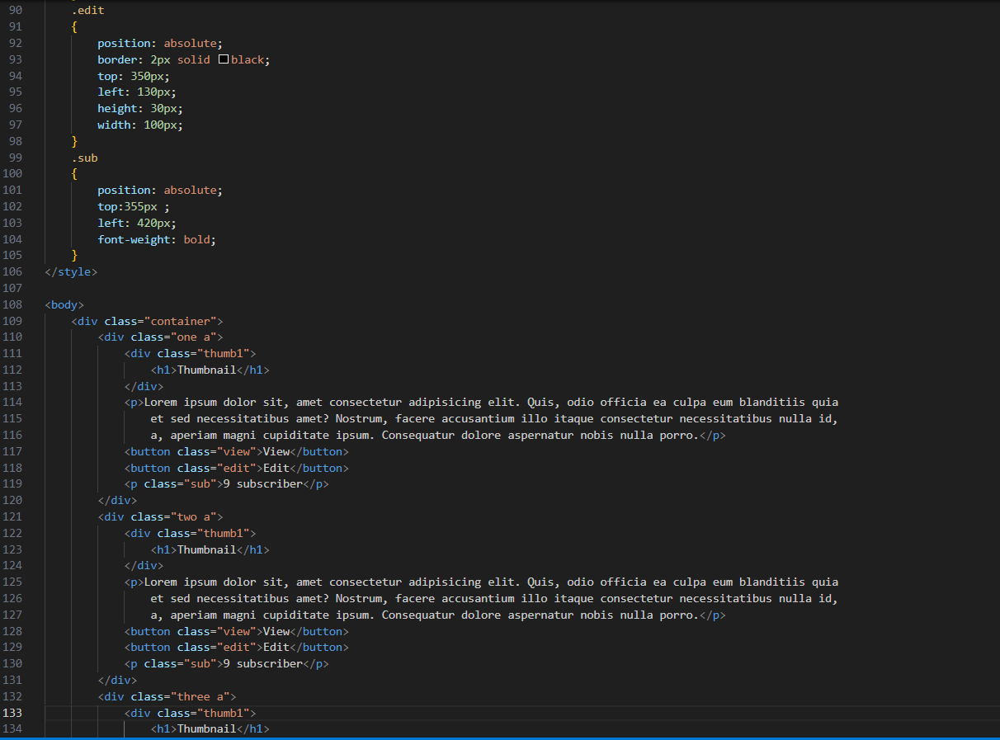 90 .edit
91 {
92 position: absolute;
93 border: 2px solid black;
94 top: 350px;
95 left: 130px;
96 height: 30px;
97 width: 100px;
98 }
99 .sub
100 {
101 position: absolute;
102 top:355px ;
103 left: 420px;
104 font-weight: bold;
105 }
106 </style>
107
108 <body>
109 <div class="container">
110 <div class="one a">
111 <div class="thumb1">
112 <h1>Thumbnail</h1>
113 </div>
114 <p>Lorem ipsum dolor sit, amet consectetur adipisicing elit. Quis, odio officia ea culpa eum blanditiis quia
115 et sed necessitatibus amet? Nostrum, facere accusantium illo itaque consectetur necessitatibus nulla id,
116 a, aperiam magni cupiditate ipsum. Consequatur dolore aspernatur nobis nulla porro.</p>
117 <button class="view">View</button>
118 <button class="edit">Edit</button>
119 <p class="sub">9 subscriber</p>
120 </div>
121 <div class="two a">
122 <div class="thumb1">
123 <h1>Thumbnail</h1>
124 </div>
125 <p>Lorem ipsum dolor sit, amet consectetur adipisicing elit. Quis, odio officia ea culpa eum blanditiis quia
126 et sed necessitatibus amet? Nostrum, facere accusantium illo itaque consectetur necessitatibus nulla id,
127 a, aperiam magni cupiditate ipsum. Consequatur dolore aspernatur nobis nulla porro.</p>
128 <button class="view">View</button>
129 <button class="edit">Edit</button>
130 <p class="sub">9 subscriber</p>
131 </div>
132 <div class="three a">
133 <div class="thumb1">
134 <h1>Thumbnail</h1>